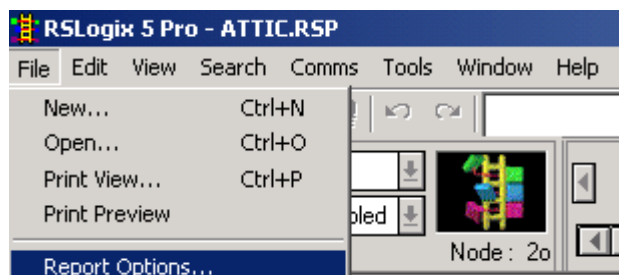 RSLogix 5 Pro - ATTIC.RSP
File Edit View Search Comms Tools Window Help
New... Ctrl+N
Open... Ctrl+O
Print View... Ctrl+P
Print Preview
Node : 2o
Report Options...